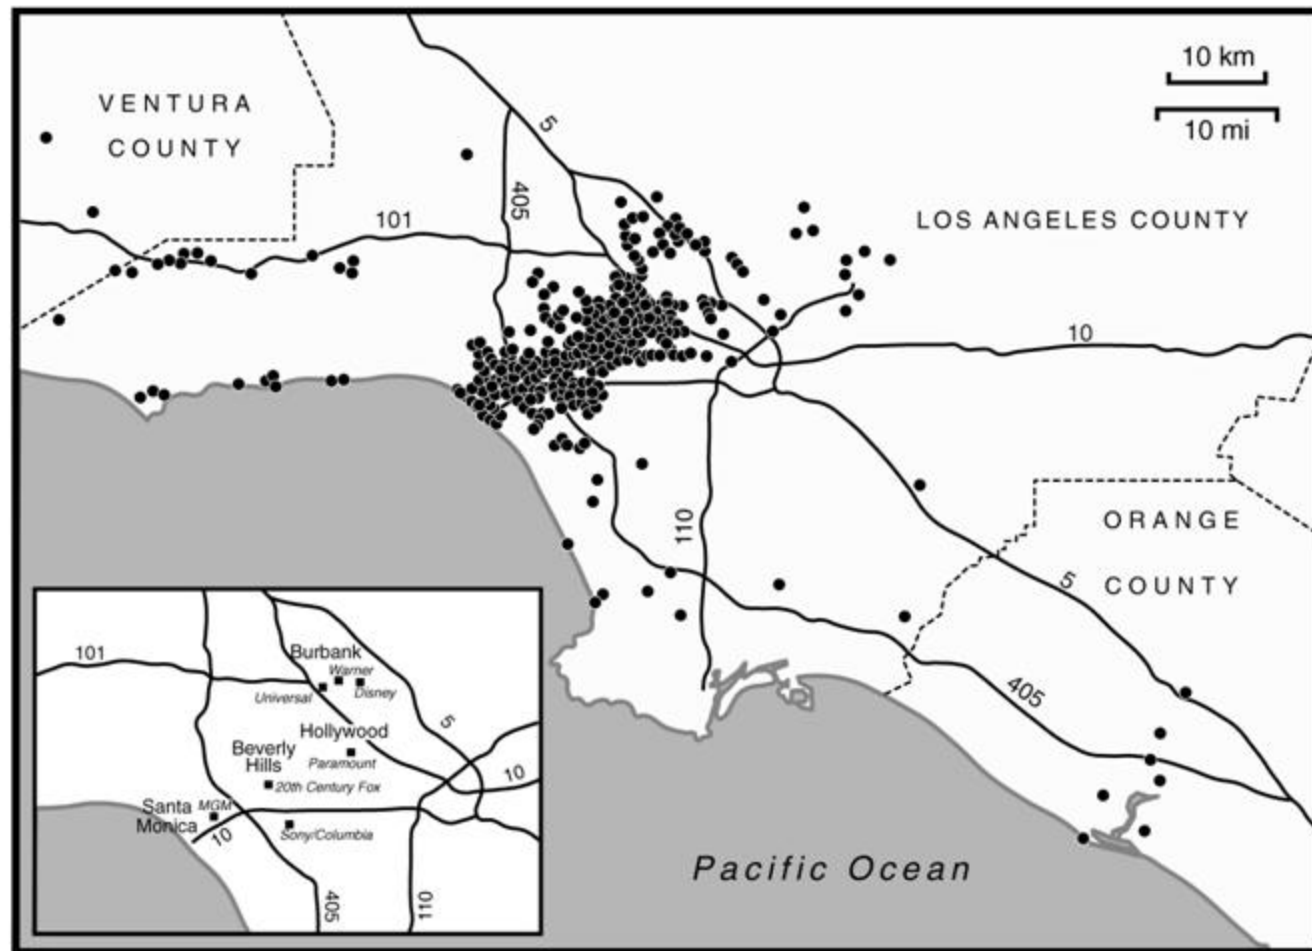 VENTURA
COUNTY
10 km
10 mi
5
405
101
LOS ANGELES COUNTY
10
110
ORANGE
COUNTY
5
405
Pacific Ocean
101
Burbank
Warner
Universal
Disney
5
Hollywood
Paramount
Beverly
Hills
20th Century Fox
10
Santa
Monica
MGM
10
Sony/Columbia
405
110